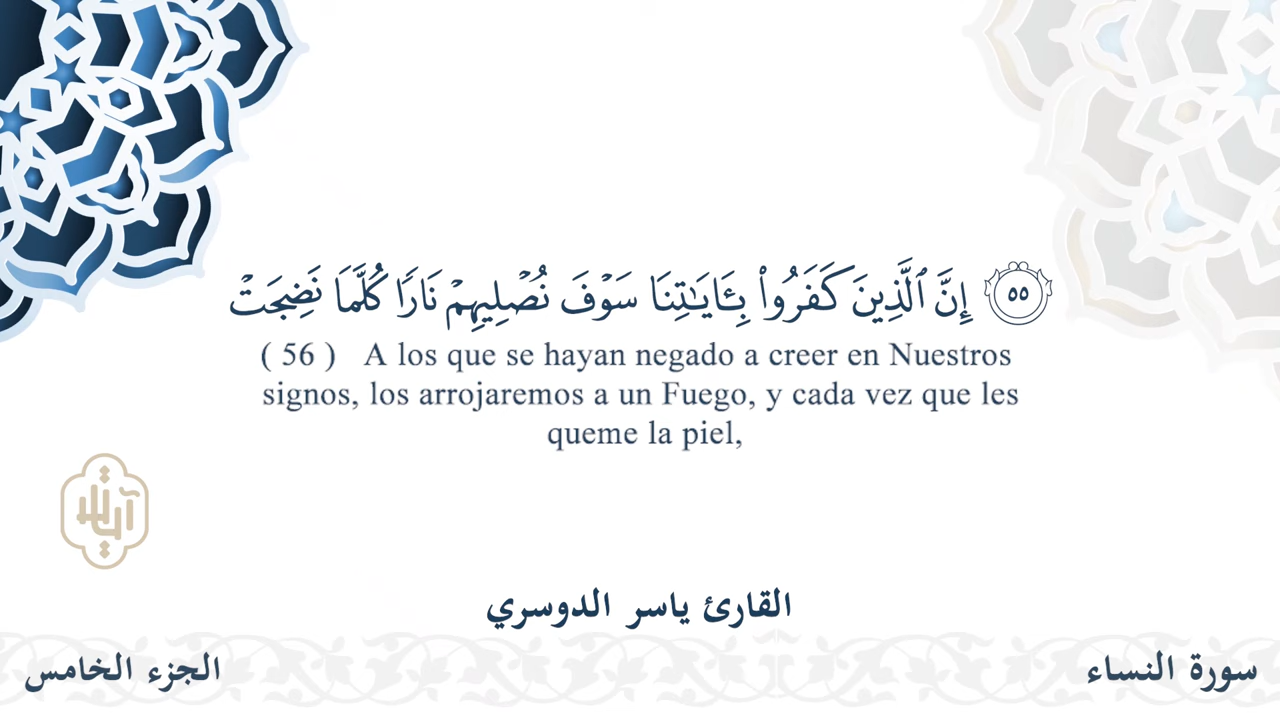 ٥٥ إِنَّ ٱلَّذِينَ كَفَرُوا۟ بِـَٔايَـٰتِنَا سَوْفَ نُصْلِيهِمْ نَارًا كُلَّمَا نَضِجَتْ
( 56 ) A los que se hayan negado a creer en Nuestros
signos, los arrojaremos a un Fuego, y cada vez que les
queme la piel,
القارئ ياسر الدوسري
سورة النساء
الجزء الخامس